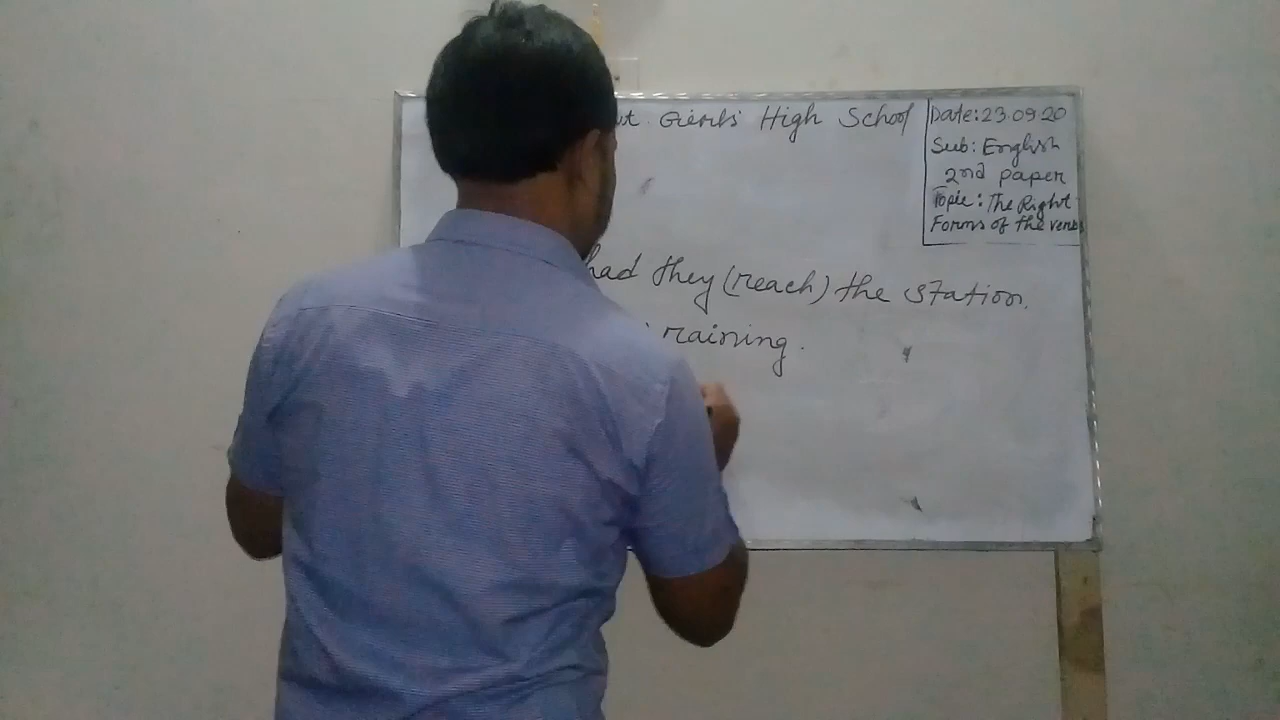 Girls' High School
Date: 23.09.20
Sub: English
2nd paper
Topic: The Right
Forms of the verbs
had they (reach) the station.
raining.